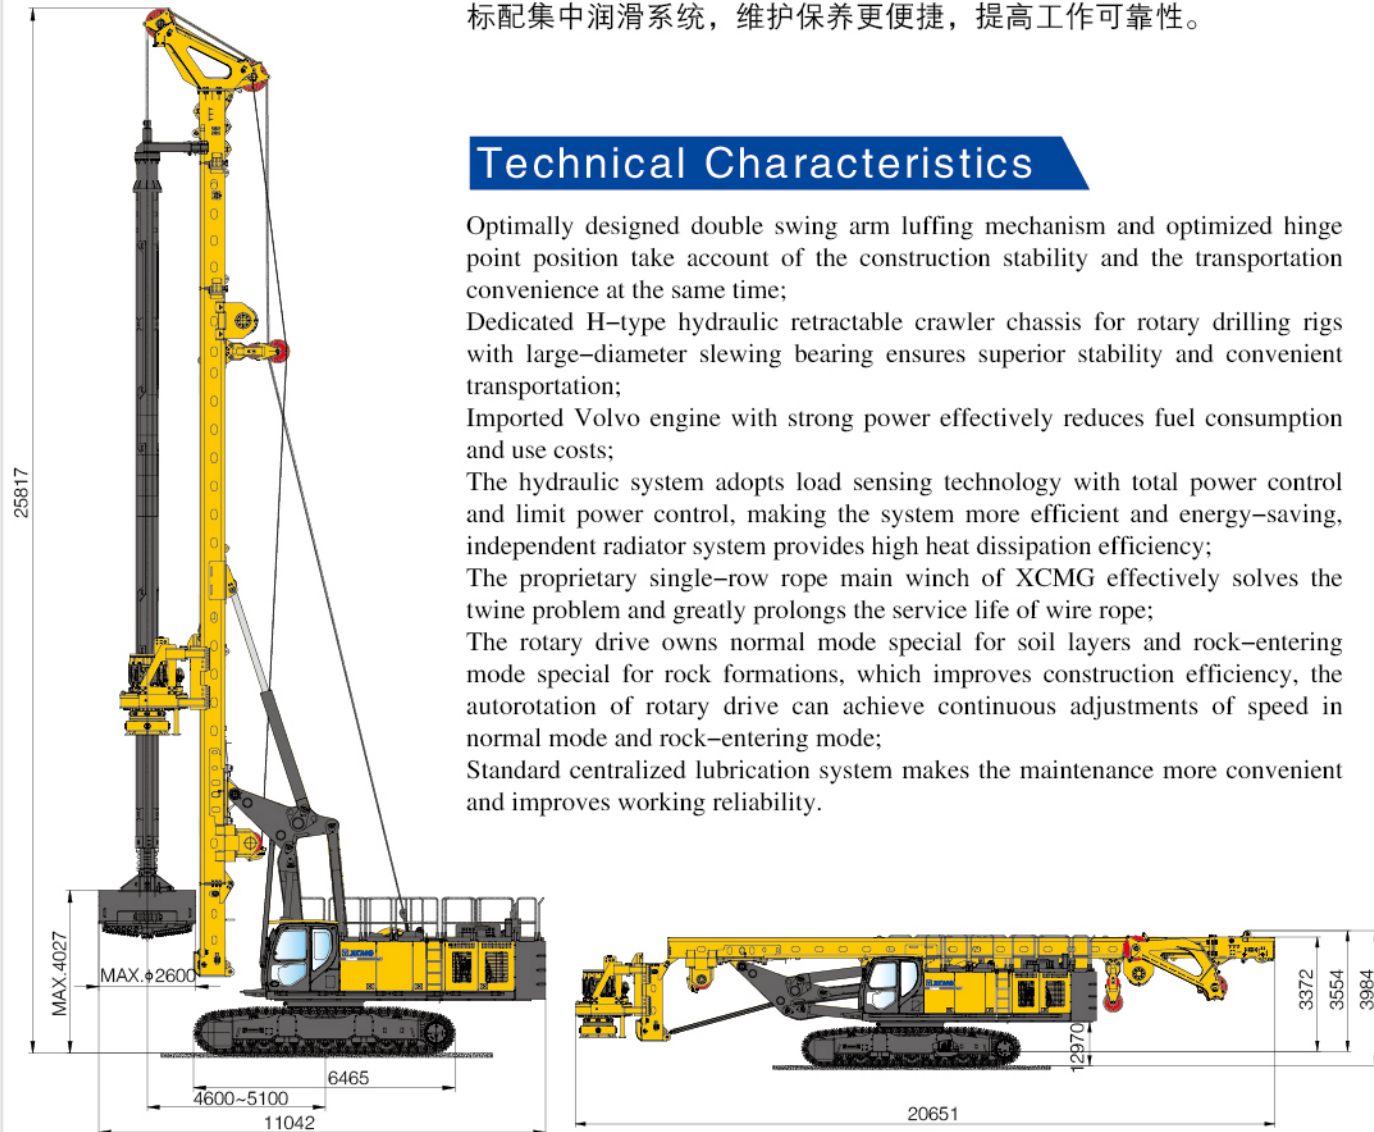 标配集中润滑系统，维护保养更便捷，提高工作可靠性。
Technical Characteristics
Optimally designed double swing arm luffing mechanism and optimized hinge
point position take account of the construction stability and the transportation
convenience at the same time;
Dedicated H-type hydraulic retractable crawler chassis for rotary drilling rigs
with large-diameter slewing bearing ensures superior stability and convenient
transportation;
Imported Volvo engine with strong power effectively reduces fuel consumption
and use costs;
The hydraulic system adopts load sensing technology with total power control
and limit power control, making the system more efficient and energy-saving,
independent radiator system provides high heat dissipation efficiency;
The proprietary single-row rope main winch of XCMG effectively solves the
twine problem and greatly prolongs the service life of wire rope;
The rotary drive owns normal mode special for soil layers and rock-entering
mode special for rock formations, which improves construction efficiency, the
autorotation of rotary drive can achieve continuous adjustments of speed in
normal mode and rock-entering mode;
Standard centralized lubrication system makes the maintenance more convenient
and improves working reliability.
25817
MAX.4027
MAX.ϕ2600
XCMG
6465
4600~5100
11042
XCMG
12970
3372
3554
3984
20651